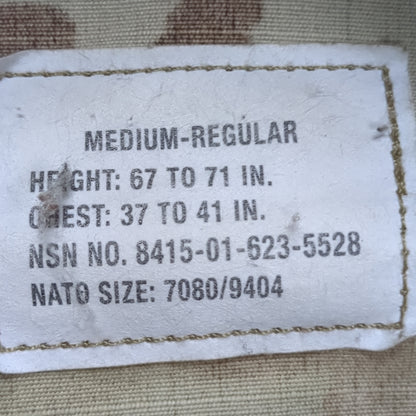 MEDIUM-REGULAR
HEIGHT: 67 TO 71 IN.
CHEST: 37 TO 41 IN.
NSN NO. 8415-01-623-5528
NATO SIZE: 7080/9404